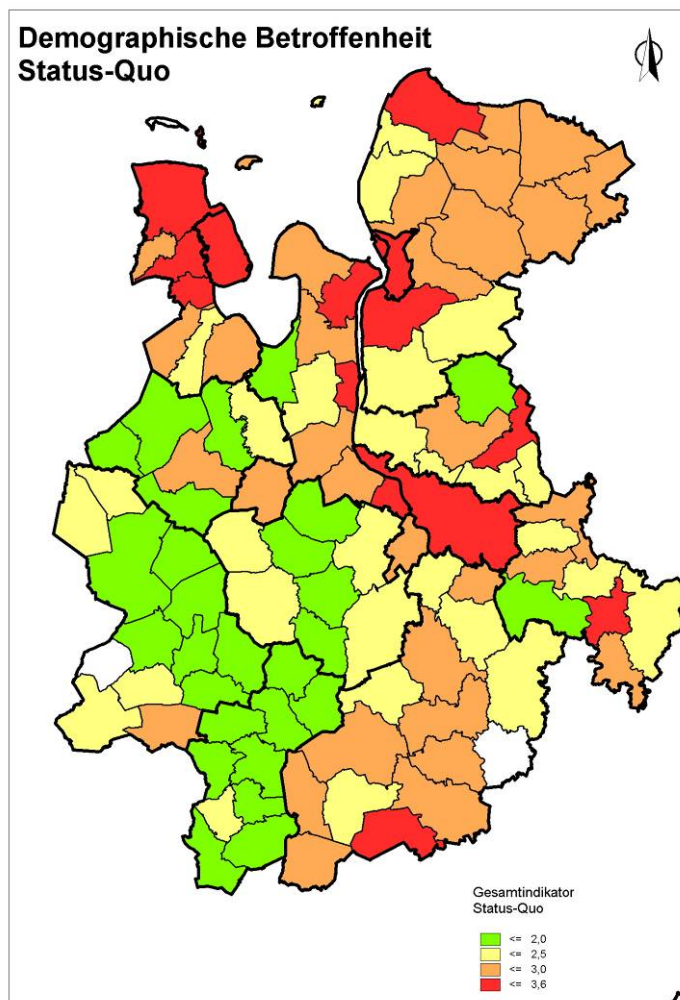 Demographische Betroffenheit
Status-Quo
Gesamtindikator
Status-Quo
<= 2,0
<= 2,5
<= 3,0
<= 3,6